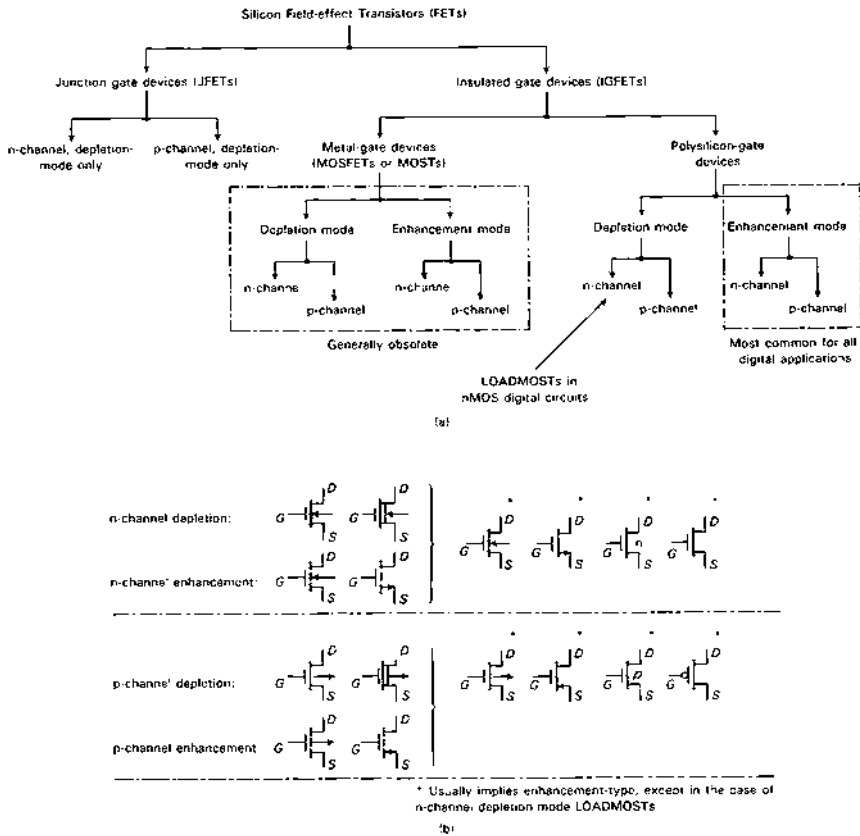 Silicon Field-effect Transistors (FETs)
Junction gate devices (JFETs)
Insulated gate devices (IGFETs)
n-channel, depletion-
mode only
p-channel, depletion-
mode only
Metal-gate devices
(MOSFETs or MOSTs)
Polysilicon-gate
devices
Depletion mode
Enhancement mode
Depletion mode
Enhancement mode
n-channel
p-channel
n-channel
p-channel
n-channel
p-channel
n-channel
p-channel
Generally obsolete
Most common for all
digital applications
LOADMOSTs in
nMOS digital circuits
(a)
n-channel depletion:
G D S
G D S
n-channel enhancement:
G D S
G D S
* * * *
G D S
G D S
G D n S
G D S
p-channel depletion:
G D S
G D S
p-channel enhancement
G D S
G D S
* * * *
G D S
G D S
G D p S
G D S
* Usually implies enhancement-type, except in the case of
n-channel depletion mode LOADMOSTs
(b)